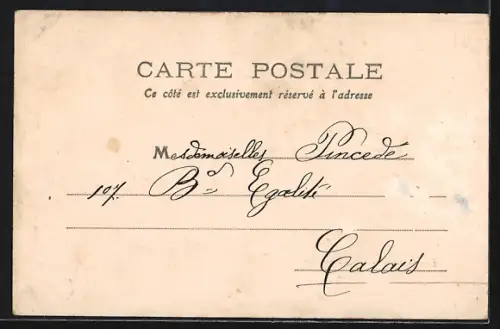 CARTE POSTALE
Ce côté est exclusivement réservé à l'adresse
Mesdemoiselles Pincedé
107. Bd Egalité
Calais